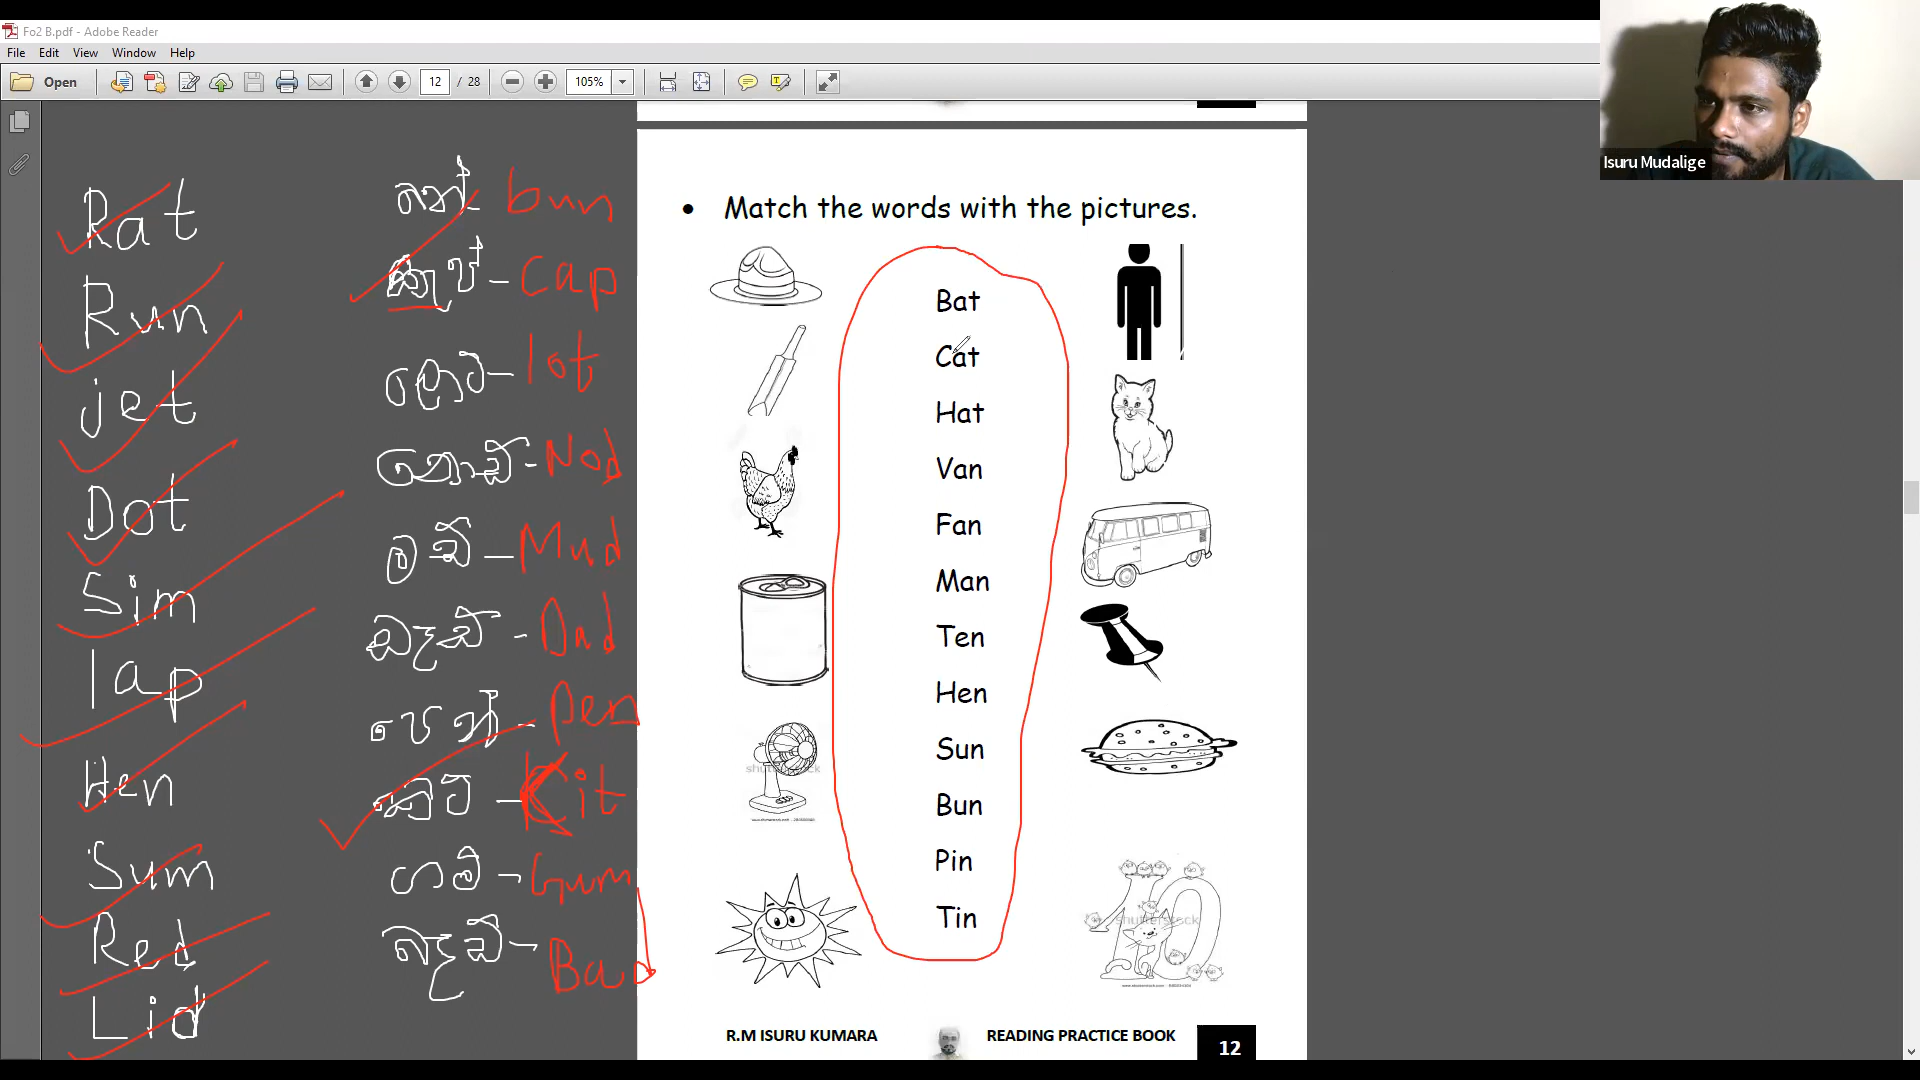 Fo2 B.pdf - Adobe Reader
File Edit View Window Help
Open 12 / 28 105%
Isuru Mudalige
Rat
Run
jet
Dot
Sim
lap
Hen
Sum
Red
Lid
බන් bun
කැප් - Cap
ලොට් - lot
නොඩ් - Nod
මඩ් - Mud
ඩැඩ් - Dad
පෙන් - pen
කිට් - Kit
ගම් - Gum
බෑඩ් - Bad
• Match the words with the pictures.
Bat
Cat
Hat
Van
Fan
Man
Ten
Hen
Sun
Bun
Pin
Tin
shutterstock
shutterstock
R.M ISURU KUMARA READING PRACTICE BOOK 12